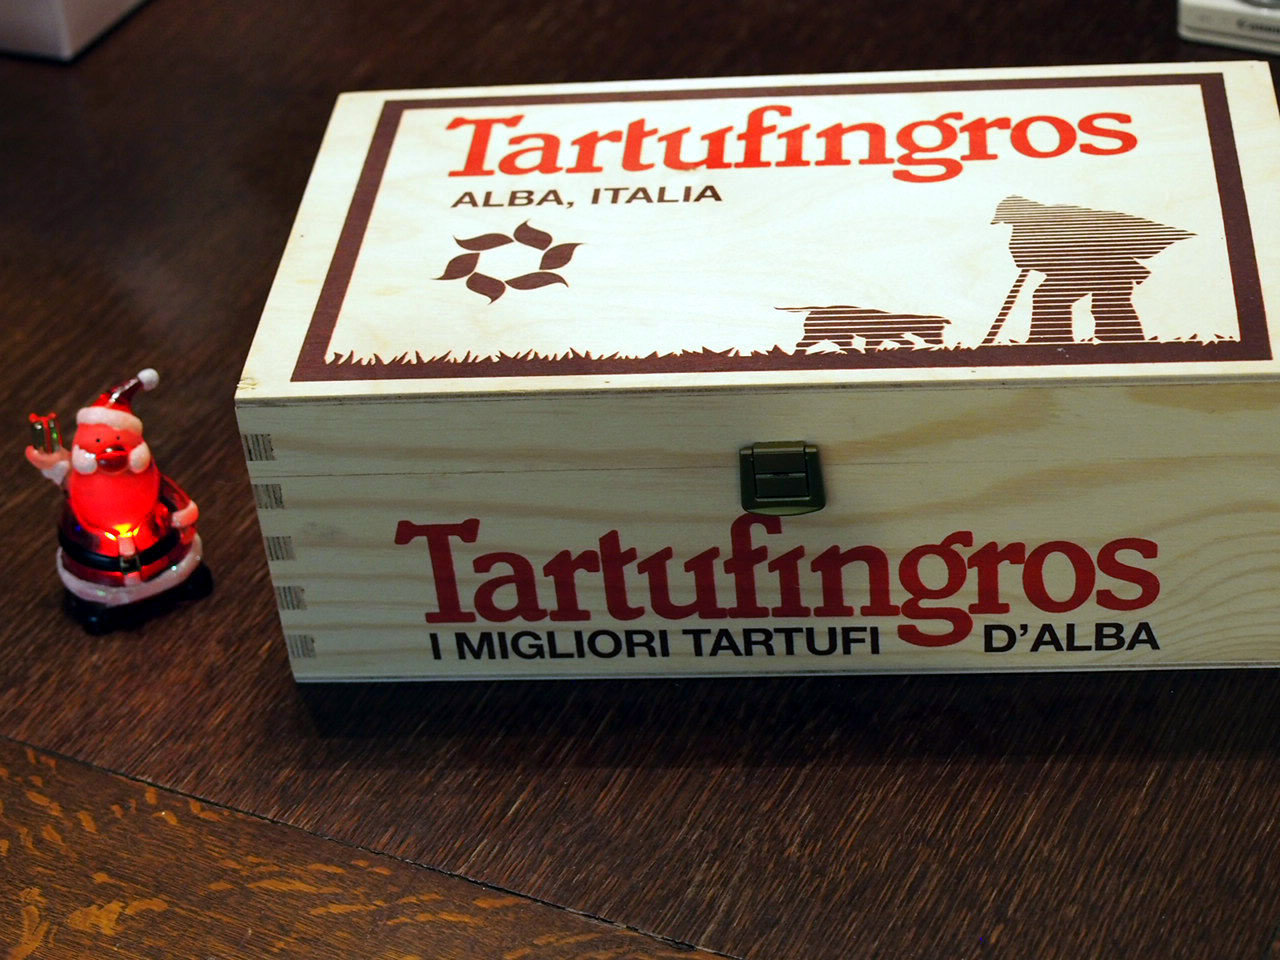 Tartufingros
ALBA, ITALIA
Tartufingros
I MIGLIORI TARTUFI D'ALBA